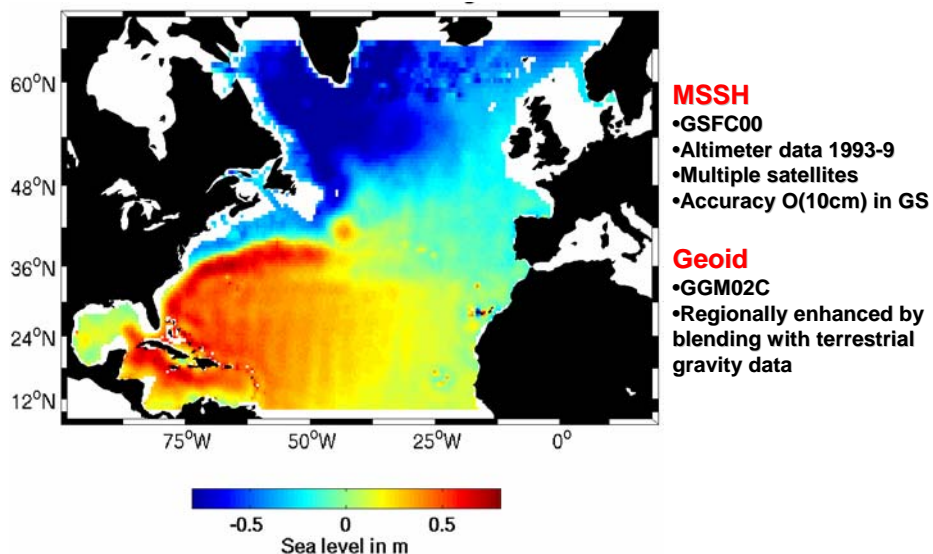 60°N
48°N
36°N
24°N
12°N
75°W 50°W 25°W 0°
-0.5 0 0.5
Sea level in m
MSSH
•GSFC00
•Altimeter data 1993-9
•Multiple satellites
•Accuracy O(10cm) in GS
Geoid
•GGM02C
•Regionally enhanced by
blending with terrestrial
gravity data